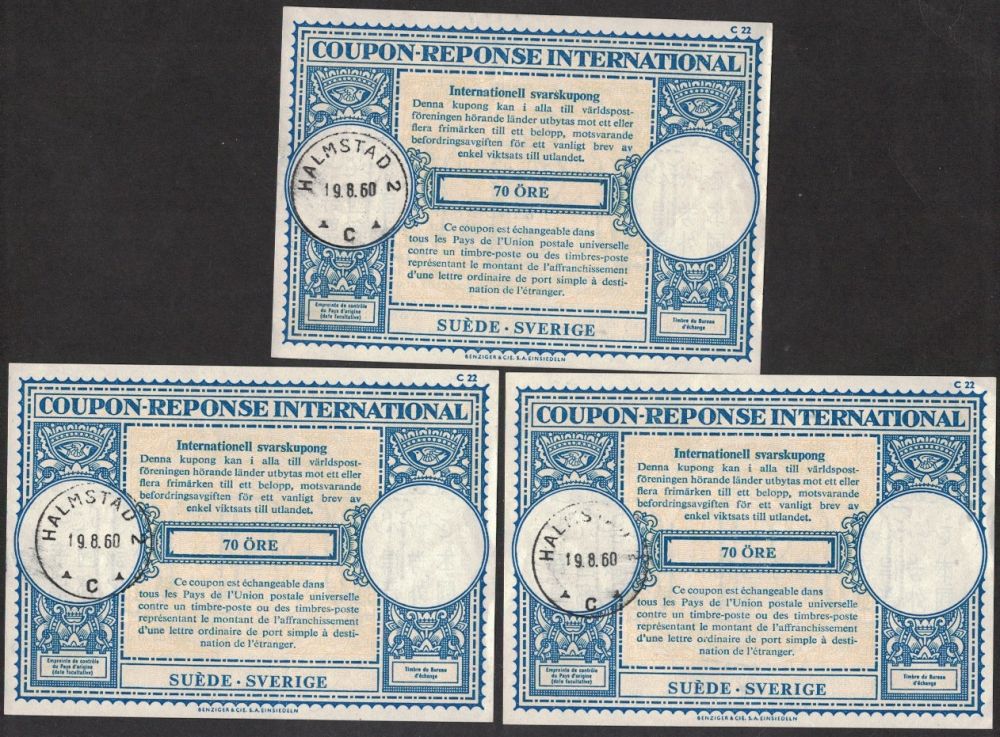 C 22
COUPON-REPONSE INTERNATIONAL
Internationell svarskupong
Denna kupong kan i alla till världspost-
föreningen hörande länder utbytas mot ett eller
flera frimärken till ett belopp, motsvarande
befordringsavgiften för ett vanligt brev av
enkel viktsats till utlandet.
HALMSTAD 2
19.8.60
C
70 ÖRE
Ce coupon est échangeable dans
tous les Pays de l'Union postale universelle
contre un timbre-poste ou des timbres-poste
représentant le montant de l'affranchissement
d'une lettre ordinaire de port simple à desti-
nation de l'étranger.
Empreinte de contrôle
du Pays d'origine
(date facultative)
Timbre du Bureau
d'échange
SUÈDE · SVERIGE
BENZIGER & CIE. S.A. EINSIEDELN
C 22
COUPON-REPONSE INTERNATIONAL
Internationell svarskupong
Denna kupong kan i alla till världspost-
föreningen hörande länder utbytas mot ett eller
flera frimärken till ett belopp, motsvarande
befordringsavgiften för ett vanligt brev av
enkel viktsats till utlandet.
HALMSTAD 2
19.8.60
C
70 ÖRE
Ce coupon est échangeable dans
tous les Pays de l'Union postale universelle
contre un timbre-poste ou des timbres-poste
représentant le montant de l'affranchissement
d'une lettre ordinaire de port simple à desti-
nation de l'étranger.
Empreinte de contrôle
du Pays d'origine
(date facultative)
Timbre du Bureau
d'échange
SUÈDE · SVERIGE
BENZIGER & CIE. S.A. EINSIEDELN
C 22
COUPON-REPONSE INTERNATIONAL
Internationell svarskupong
Denna kupong kan i alla till världspost-
föreningen hörande länder utbytas mot ett eller
flera frimärken till ett belopp, motsvarande
befordringsavgiften för ett vanligt brev av
enkel viktsats till utlandet.
HALMSTAD 2
19.8.60
C
70 ÖRE
Ce coupon est échangeable dans
tous les Pays de l'Union postale universelle
contre un timbre-poste ou des timbres-poste
représentant le montant de l'affranchissement
d'une lettre ordinaire de port simple à desti-
nation de l'étranger.
Empreinte de contrôle
du Pays d'origine
(date facultative)
Timbre du Bureau
d'échange
SUÈDE · SVERIGE
BENZIGER & CIE. S.A. EINSIEDELN